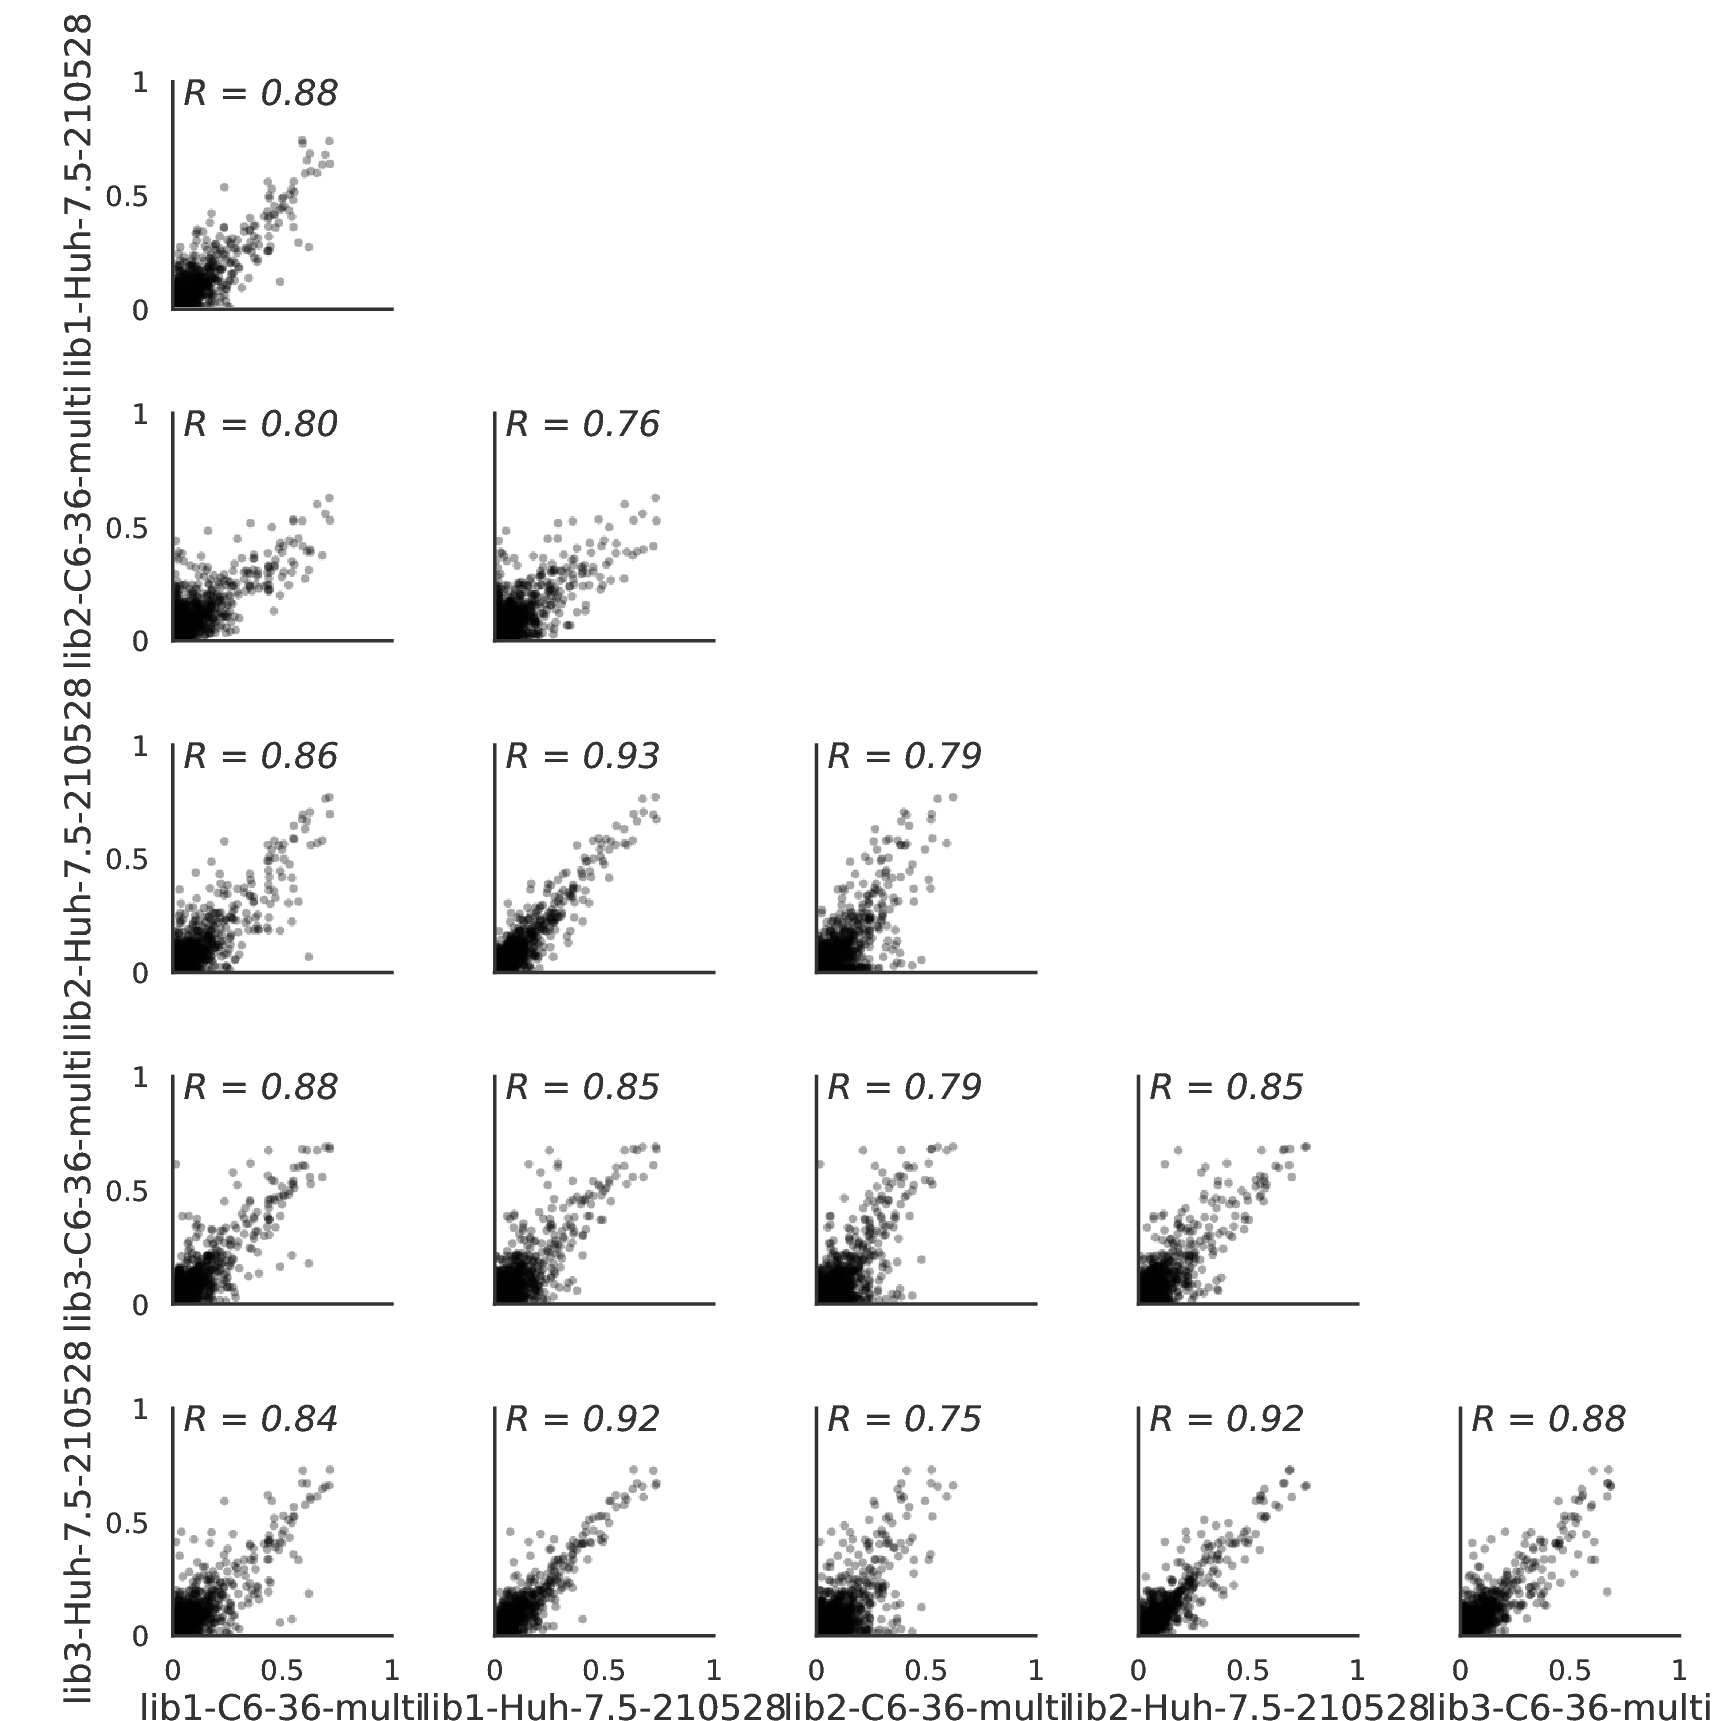 lib1-Huh-7.5-210528
1
R = 0.88
0.5
0
lib2-C6-36-multi
1
R = 0.80
R = 0.76
0.5
0
lib2-Huh-7.5-210528
1
R = 0.86
R = 0.93
R = 0.79
0.5
0
lib3-C6-36-multi
1
R = 0.88
R = 0.85
R = 0.79
R = 0.85
0.5
0
lib3-Huh-7.5-210528
1
R = 0.84
R = 0.92
R = 0.75
R = 0.92
R = 0.88
0.5
0
0 0.5 1
0 0.5 1
0 0.5 1
0 0.5 1
0 0.5 1
lib1-C6-36-multi
lib1-Huh-7.5-210528
lib2-C6-36-multi
lib2-Huh-7.5-210528
lib3-C6-36-multi